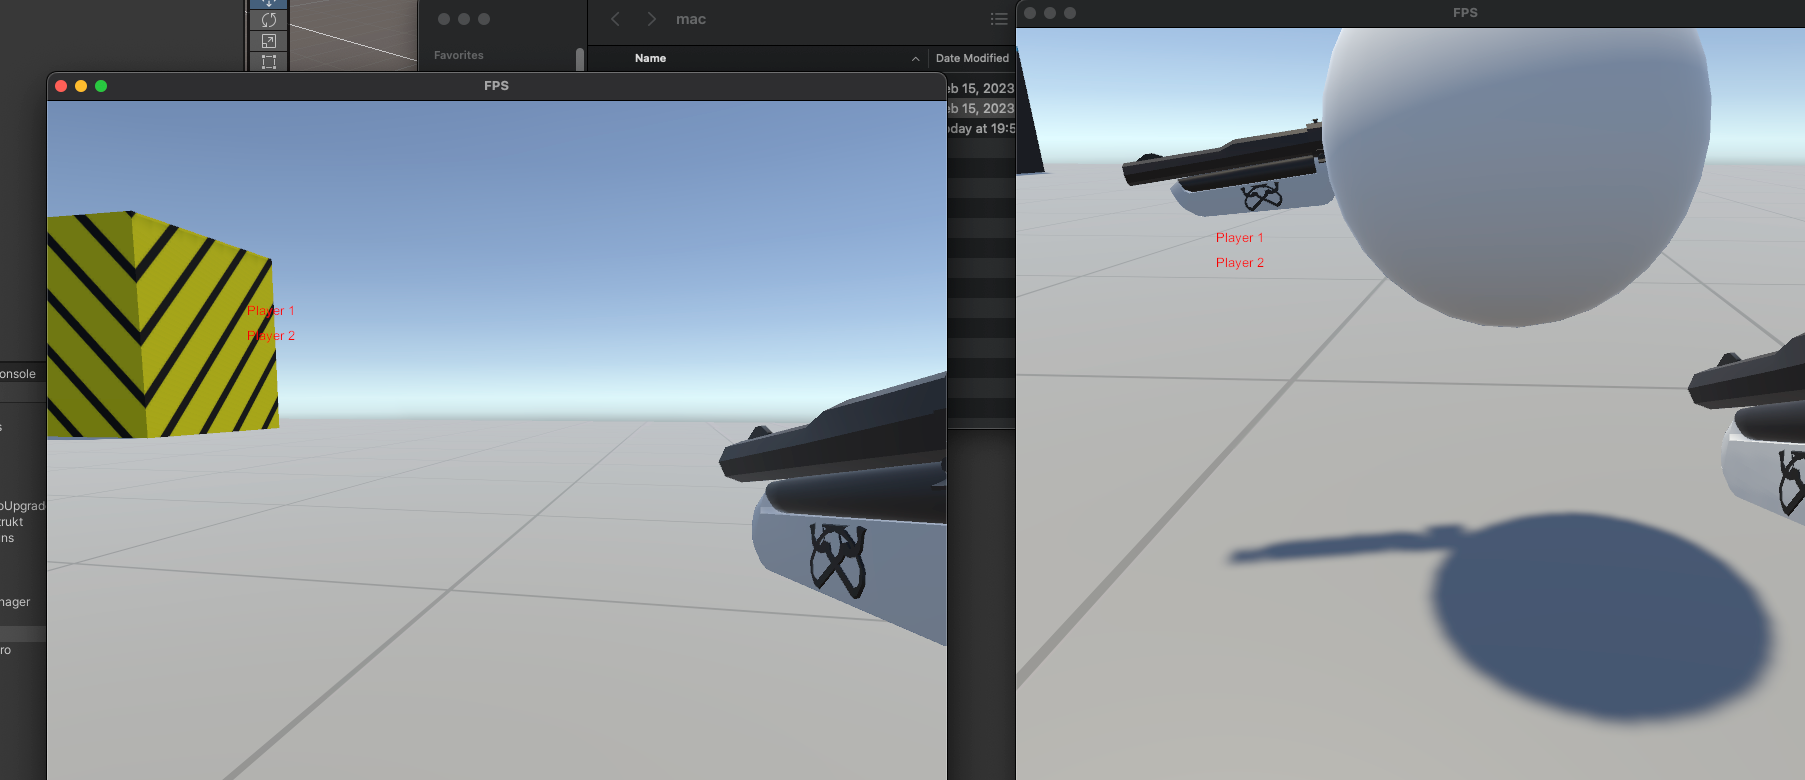 mac
FPS
Favorites
Name
Date Modified
FPS
eb 15, 2023
eb 15, 2023
oday at 19:5
Player 1
Player 2
Player 1
Player 2
onsole
s
oUpgrad
trukt
ns
nager
ro